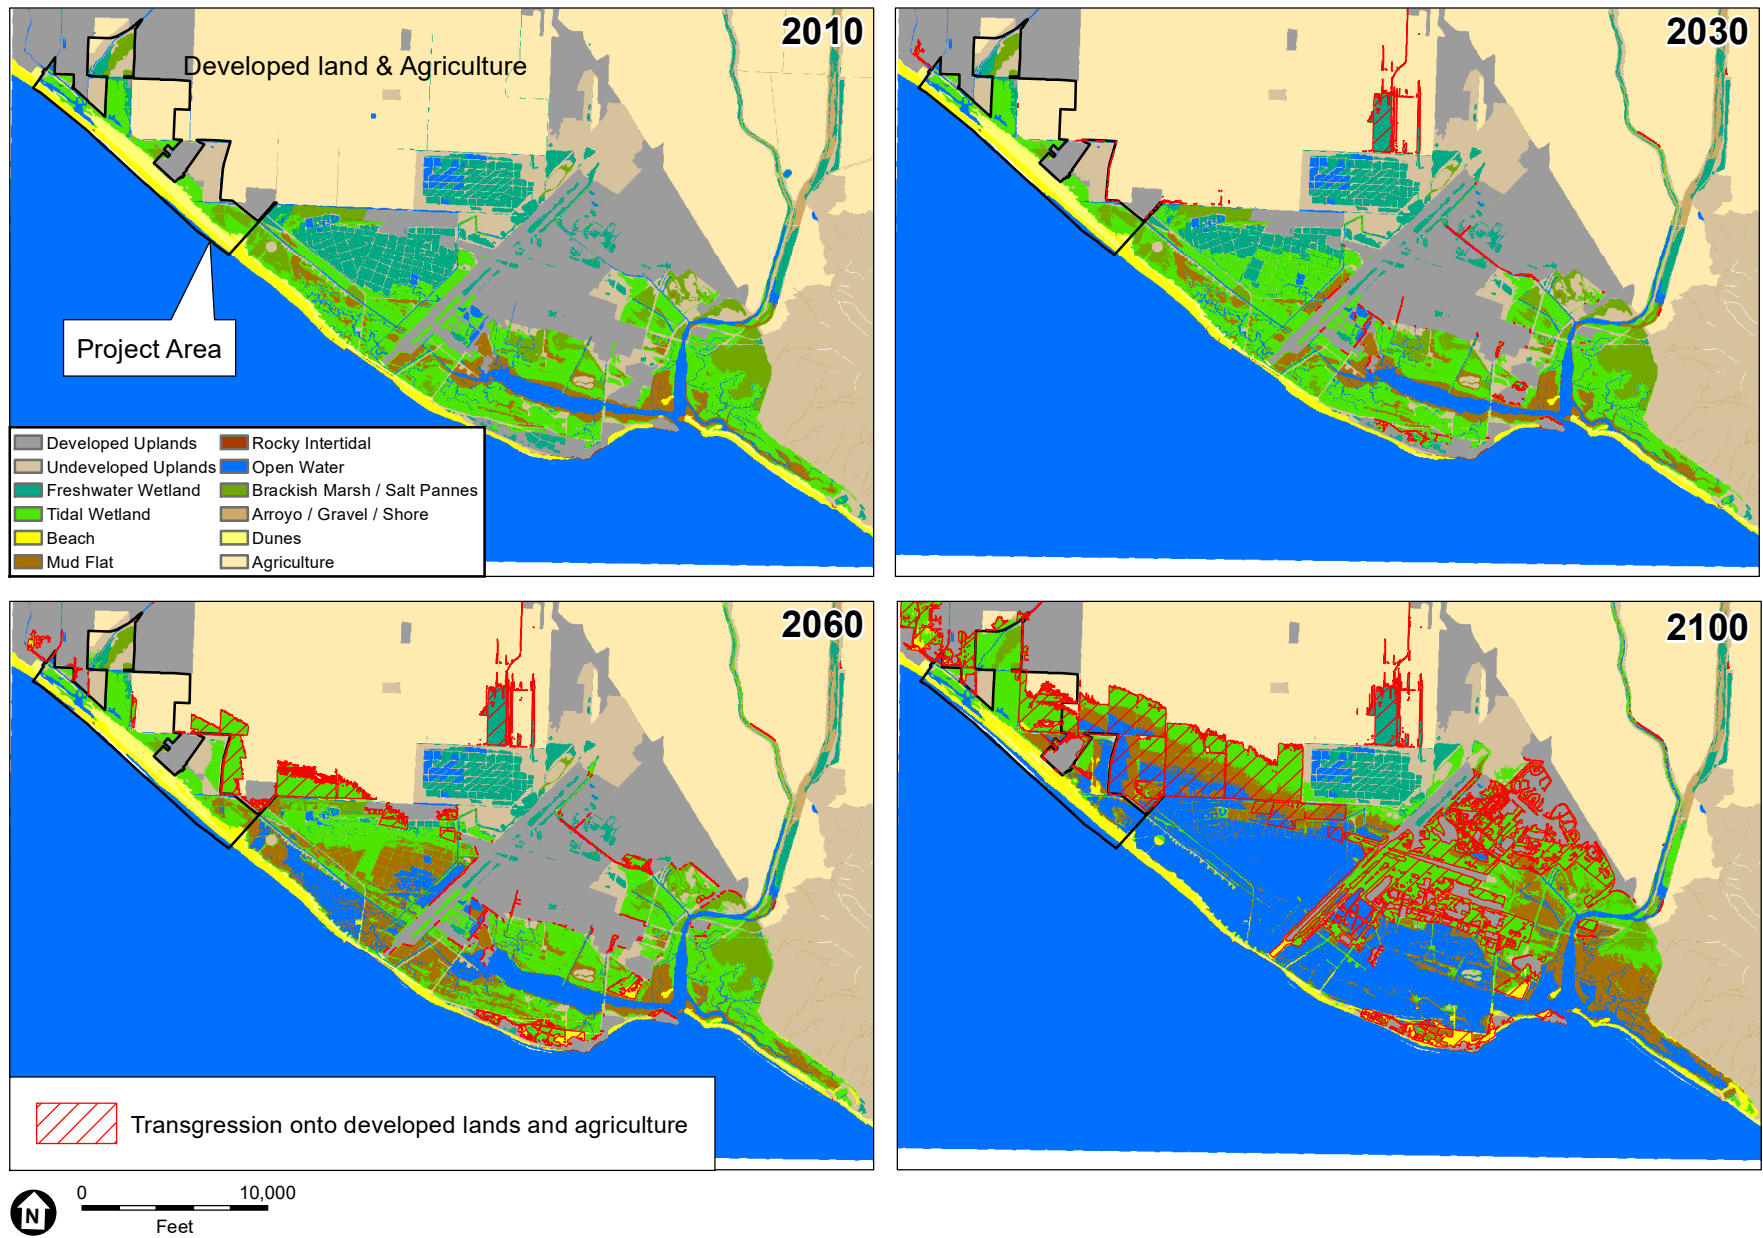 2010
Developed land & Agriculture
Project Area
Developed Uplands
Undeveloped Uplands
Freshwater Wetland
Tidal Wetland
Beach
Mud Flat
Rocky Intertidal
Open Water
Brackish Marsh / Salt Pannes
Arroyo / Gravel / Shore
Dunes
Agriculture
2030
2060
Transgression onto developed lands and agriculture
2100
N
0 10,000
Feet